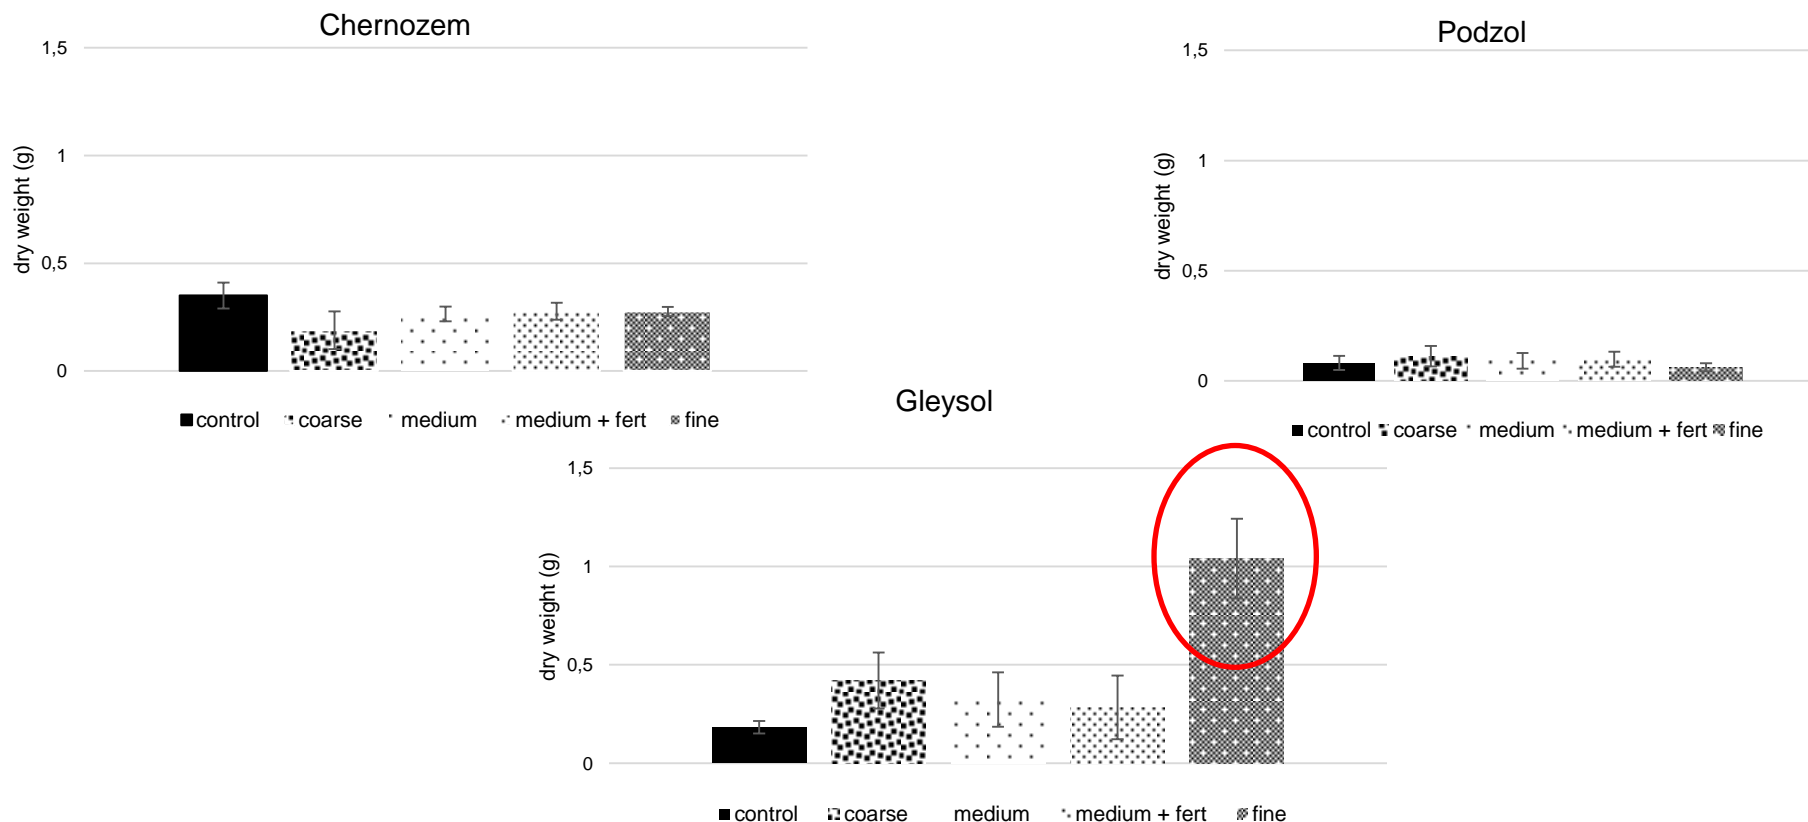 Chernozem
1,5
1
0,5
0
dry weight (g)
control coarse medium medium + fert fine
Podzol
1,5
1
0,5
0
dry weight (g)
control coarse medium medium + fert fine
Gleysol
1,5
1
0,5
0
dry weight (g)
control coarse medium medium + fert fine